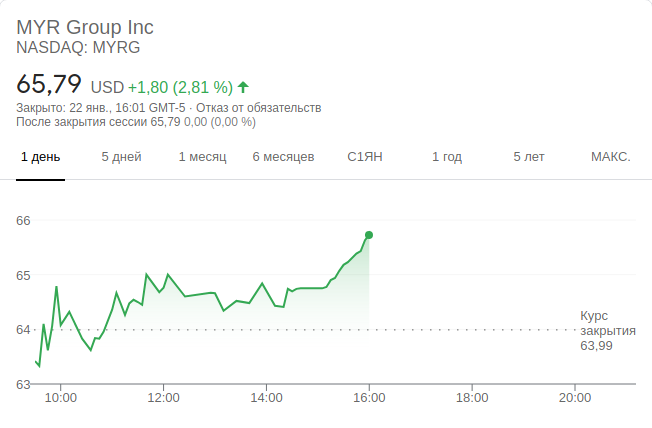 MYR Group Inc
NASDAQ: MYRG
65,79 USD +1,80 (2,81 %)
Закрыто: 22 янв., 16:01 GMT-5 · Отказ от обязательств
После закрытия сессии 65,79 0,00 (0,00 %)
1 день 5 дней 1 месяц 6 месяцев С1ЯН 1 год 5 лет МАКС.
66
65
64
63
Курс
закрытия
63,99
10:00 12:00 14:00 16:00 18:00 20:00